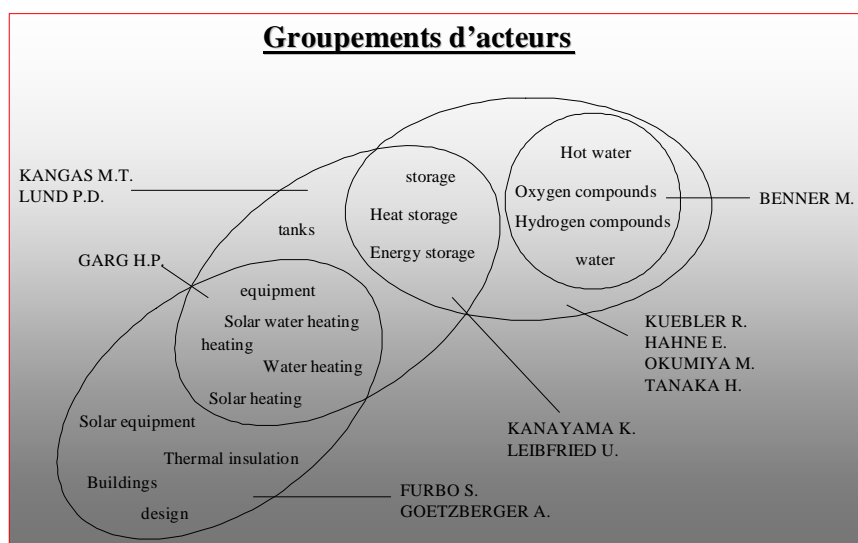 Groupements d'acteurs
KANGAS M.T.
LUND P.D.
GARG H.P.
tanks
storage
Heat storage
Energy storage
Hot water
Oxygen compounds
Hydrogen compounds
water
BENNER M.
equipment
Solar water heating
heating
Water heating
Solar heating
KUEBLER R.
HAHNE E.
OKUMIYA M.
TANAKA H.
KANAYAMA K.
LEIBFRIED U.
Solar equipment
Thermal insulation
Buildings
design
FURBO S.
GOETZBERGER A.